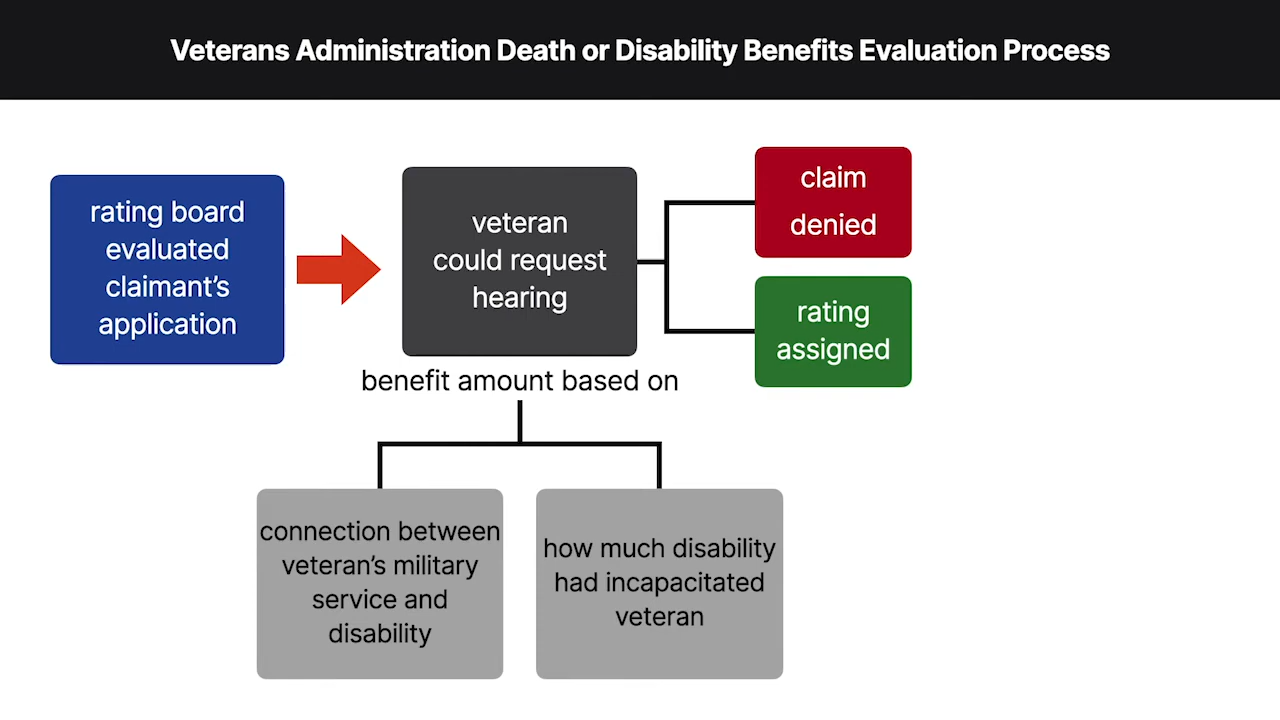 Veterans Administration Death or Disability Benefits Evaluation Process
rating board
evaluated
claimant’s
application
veteran
could request
hearing
claim
denied
rating
assigned
benefit amount based on
connection between
veteran’s military
service and
disability
how much disability
had incapacitated
veteran